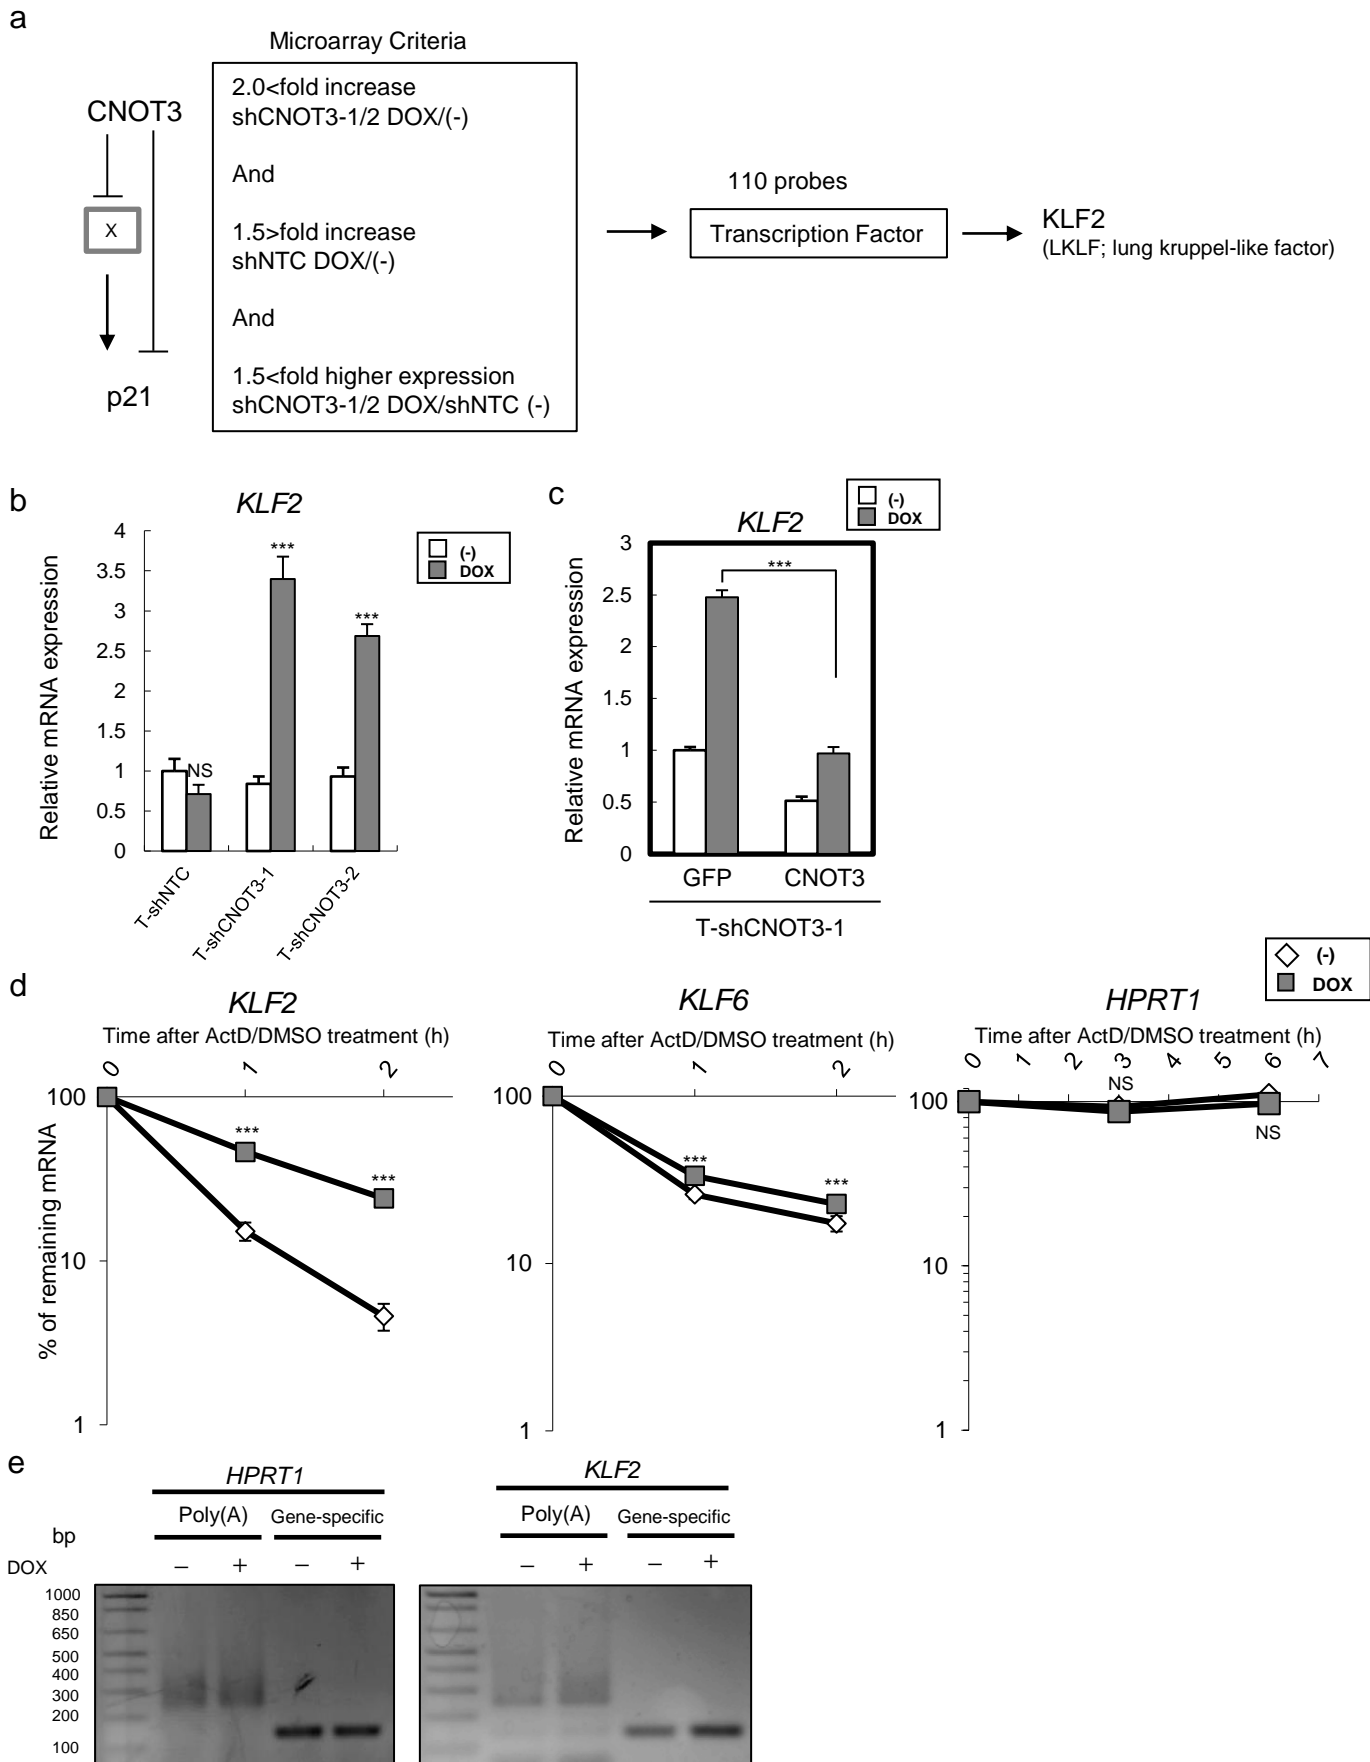 a
Microarray Criteria
CNOT3
X
p21
2.0<fold increase
shCNOT3-1/2 DOX/(-)
And
1.5>fold increase
shNTC DOX/(-)
And
1.5<fold higher expression
shCNOT3-1/2 DOX/shNTC (-)
110 probes
Transcription Factor
KLF2
(LKLF; lung kruppel-like factor)
b
KLF2
(-)
DOX
Relative mRNA expression
4
3.5
3
2.5
2
1.5
1
0.5
0
NS
***
***
T-shNTC
T-shCNOT3-1
T-shCNOT3-2
c
KLF2
(-)
DOX
Relative mRNA expression
3
2.5
2
1.5
1
0.5
0
***
GFP
CNOT3
T-shCNOT3-1
d
(-)
DOX
KLF2
Time after ActD/DMSO treatment (h)
0 1 2
% of remaining mRNA
100
10
1
***
***
KLF6
Time after ActD/DMSO treatment (h)
0 1 2
100
10
1
***
***
HPRT1
Time after ActD/DMSO treatment (h)
0 1 2 3 4 5 6 7
100
10
1
NS
NS
e
HPRT1
Poly(A) Gene-specific
bp
DOX − + − +
1000
850
650
500
400
300
200
100
KLF2
Poly(A) Gene-specific
− + − +